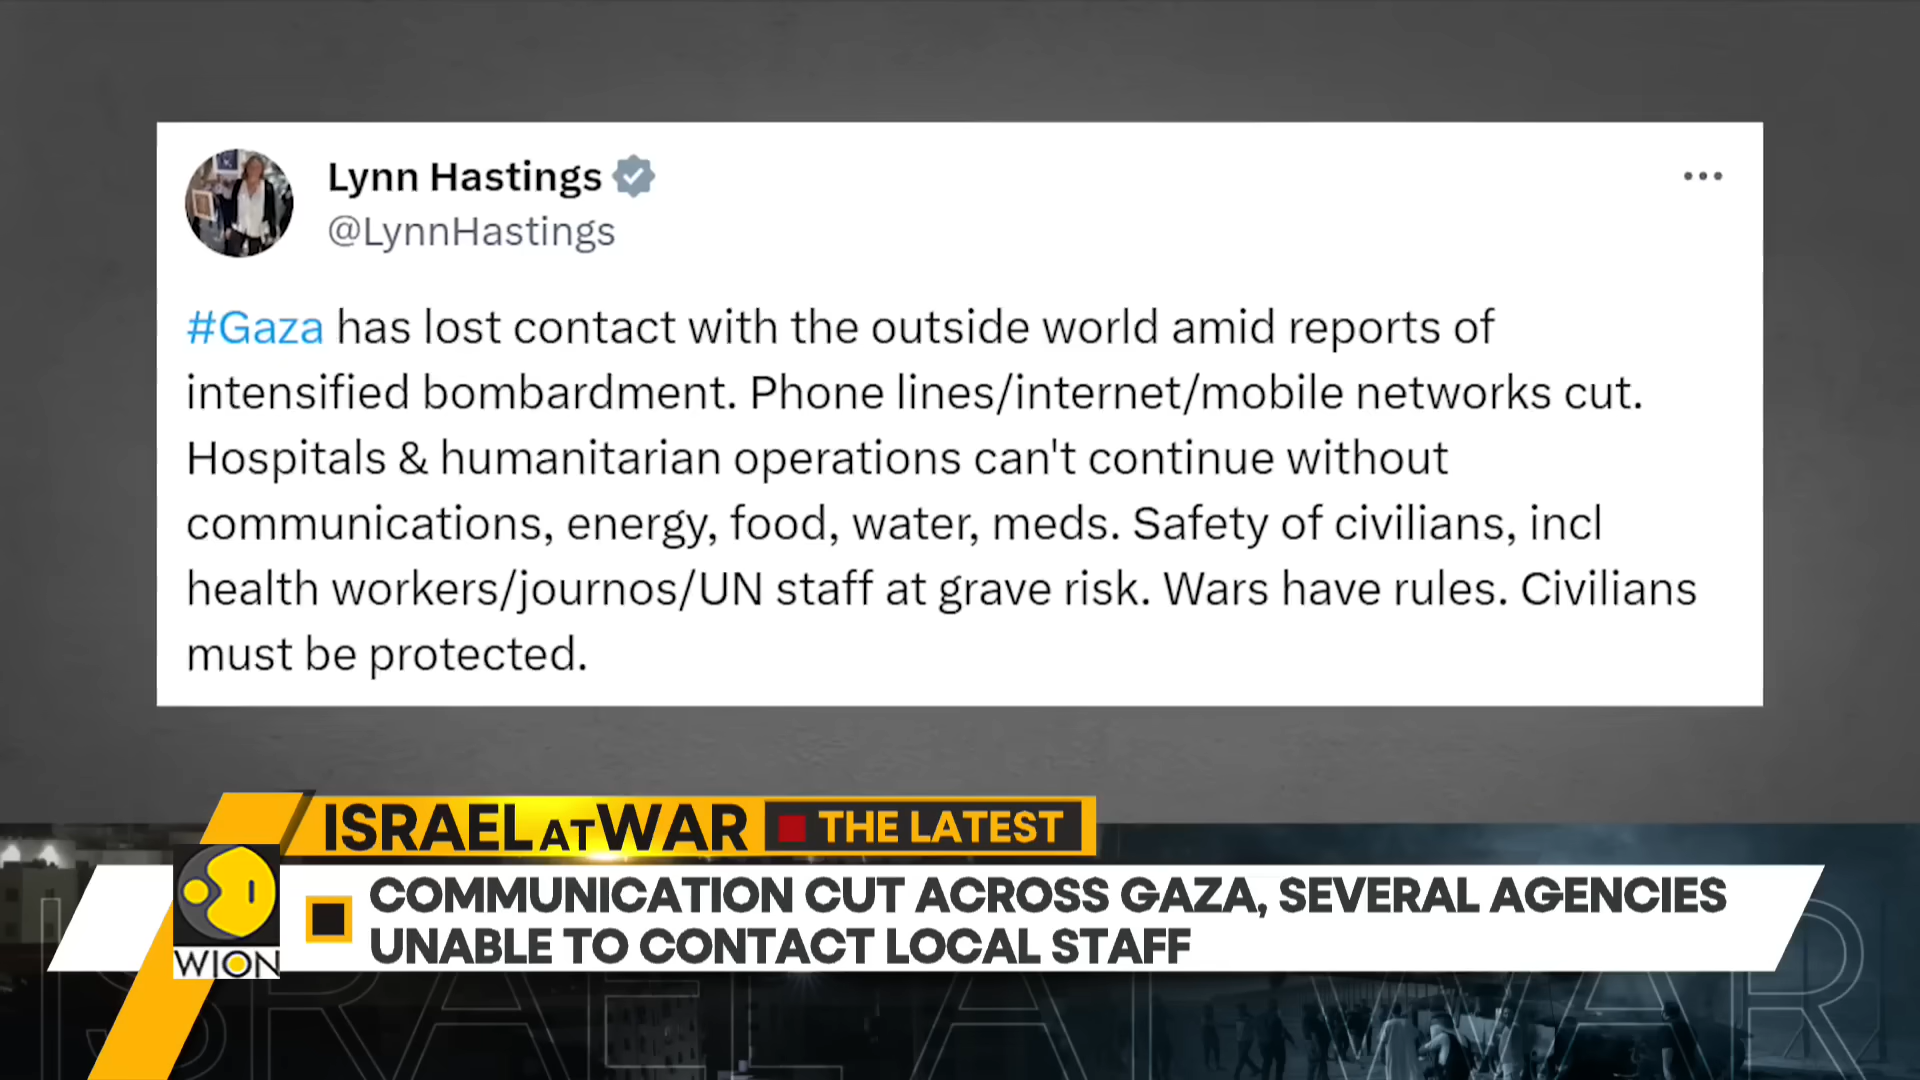 Lynn Hastings
@LynnHastings
#Gaza has lost contact with the outside world amid reports of
intensified bombardment. Phone lines/internet/mobile networks cut.
Hospitals & humanitarian operations can't continue without
communications, energy, food, water, meds. Safety of civilians, incl
health workers/journos/UN staff at grave risk. Wars have rules. Civilians
must be protected.
ISRAEL AT WAR THE LATEST
COMMUNICATION CUT ACROSS GAZA, SEVERAL AGENCIES
UNABLE TO CONTACT LOCAL STAFF
WION
ISRAEL AT WAR